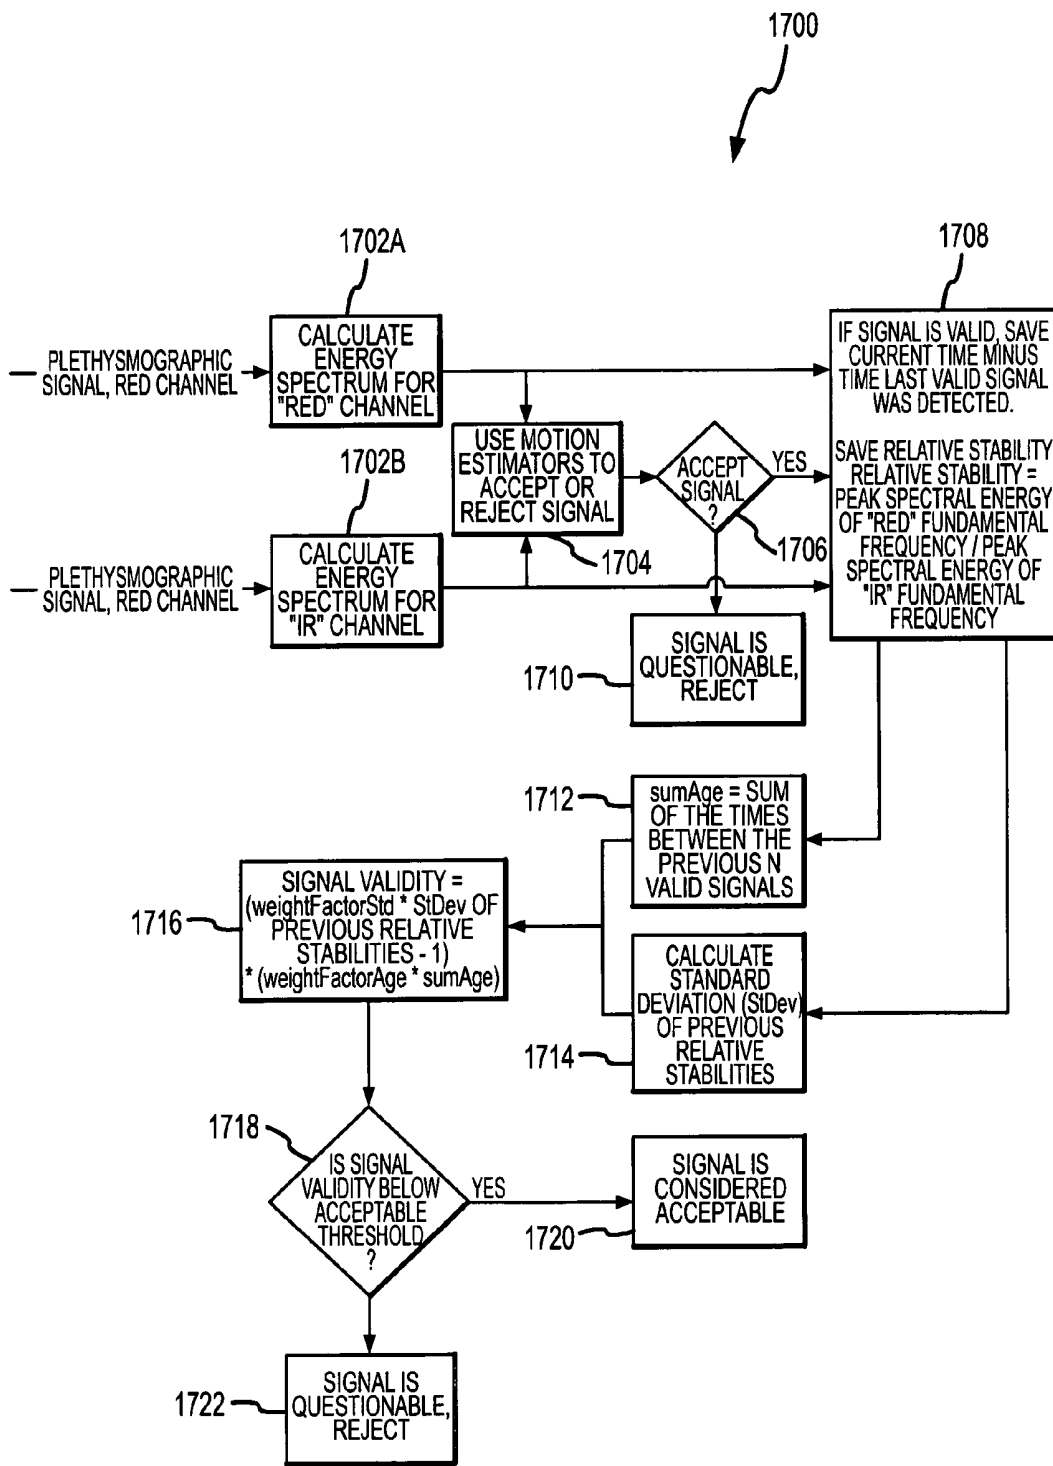 1700
1702A
1708
PLETHYSMOGRAPHIC
SIGNAL, RED CHANNEL
CALCULATE
ENERGY
SPECTRUM FOR
"RED" CHANNEL
IF SIGNAL IS VALID, SAVE
CURRENT TIME MINUS
TIME LAST VALID SIGNAL
WAS DETECTED.
SAVE RELATIVE STABILITY
RELATIVE STABILITY =
PEAK SPECTRAL ENERGY
OF "RED" FUNDAMENTAL
FREQUENCY / PEAK
SPECTRAL ENERGY OF
"IR" FUNDAMENTAL
FREQUENCY
1702B
USE MOTION
ESTIMATORS TO
ACCEPT OR
REJECT SIGNAL
1704
ACCEPT
SIGNAL
?
YES
1706
PLETHYSMOGRAPHIC
SIGNAL, RED CHANNEL
CALCULATE
ENERGY
SPECTRUM FOR
"IR" CHANNEL
1710
SIGNAL IS
QUESTIONABLE,
REJECT
1712
sumAge = SUM
OF THE TIMES
BETWEEN THE
PREVIOUS N
VALID SIGNALS
1716
SIGNAL VALIDITY =
(weightFactorStd * StDev OF
PREVIOUS RELATIVE
STABILITIES - 1)
* (weightFactorAge * sumAge)
CALCULATE
STANDARD
DEVIATION (StDev)
OF PREVIOUS
RELATIVE
STABILITIES
1714
1718
IS SIGNAL
VALIDITY BELOW
ACCEPTABLE
THRESHOLD
?
YES
SIGNAL IS
CONSIDERED
ACCEPTABLE
1720
1722
SIGNAL IS
QUESTIONABLE,
REJECT